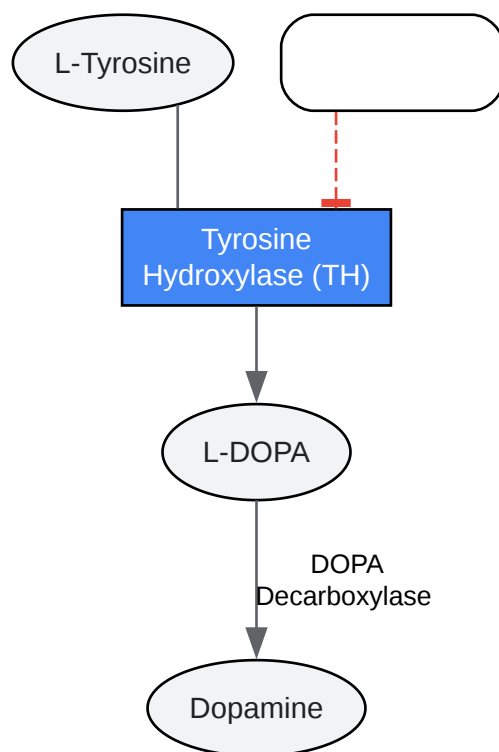 L-Tyrosine
Tyrosine
Hydroxylase (TH)
L-DOPA
DOPA
Decarboxylase
Dopamine